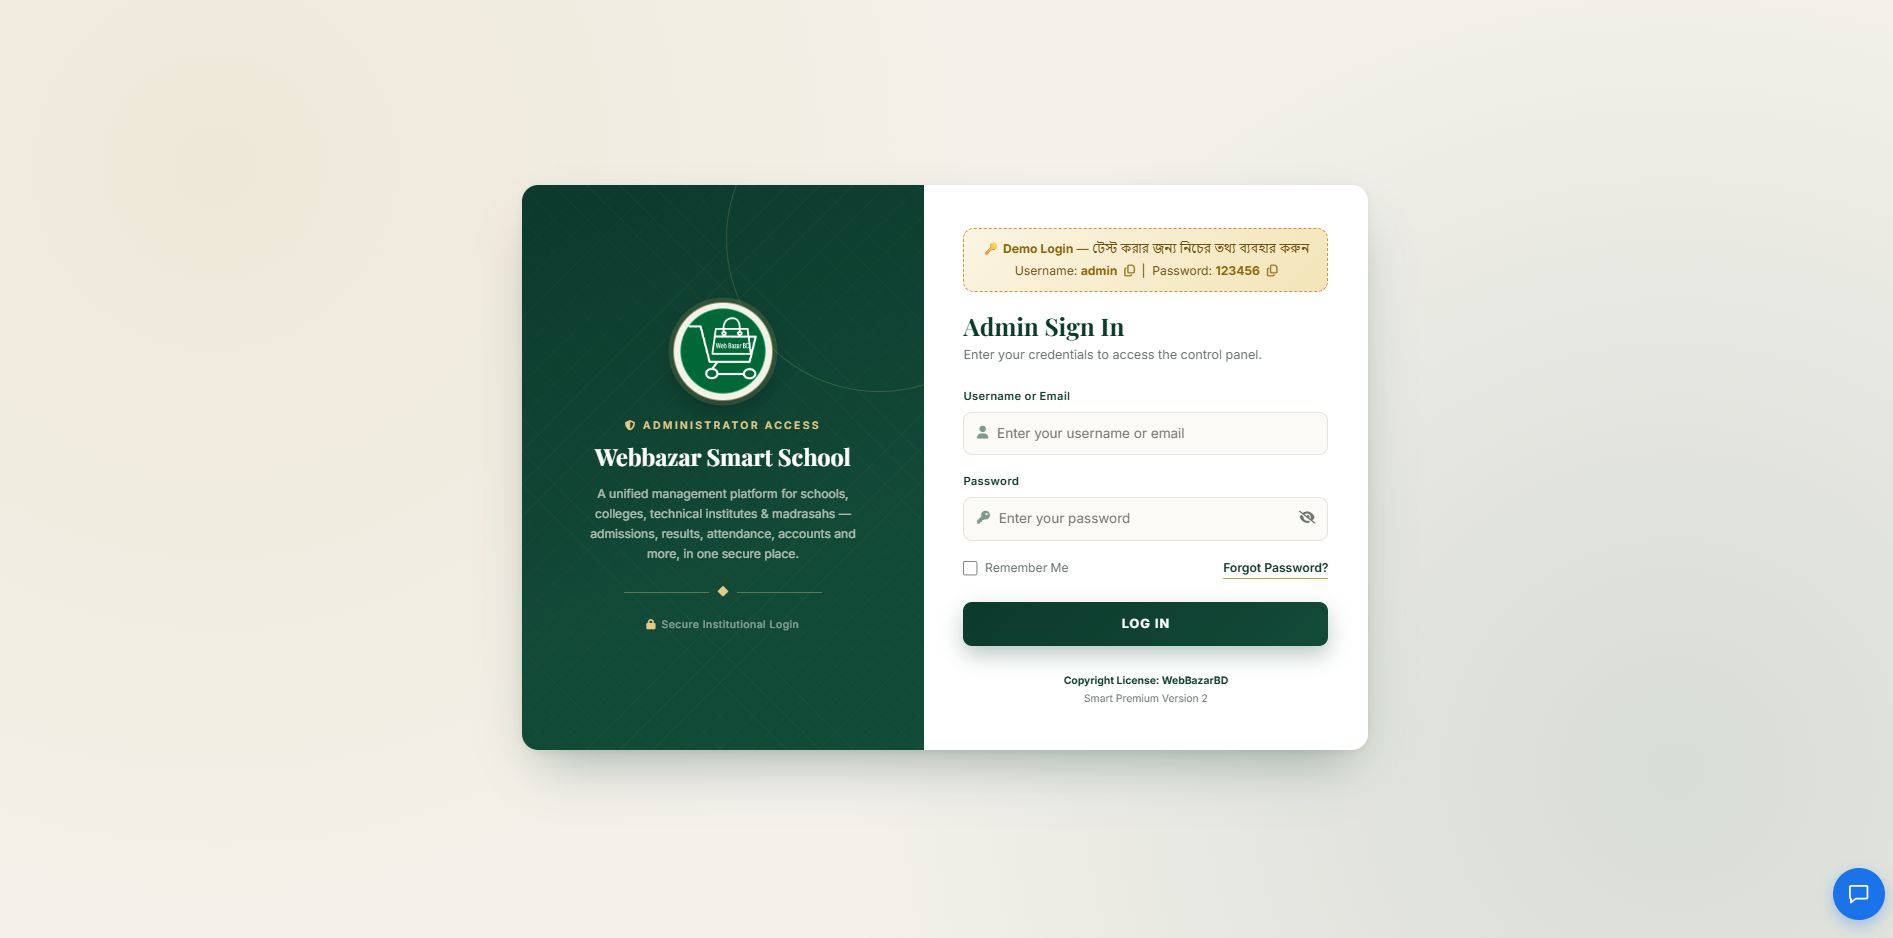 Web Bazar BD
ADMINISTRATOR ACCESS
Webbazar Smart School
A unified management platform for schools,
colleges, technical institutes & madrasahs —
admissions, results, attendance, accounts and
more, in one secure place.
Secure Institutional Login
Demo Login — টেস্ট করার জন্য নিচের তথ্য ব্যবহার করুন
Username: admin | Password: 123456
Admin Sign In
Enter your credentials to access the control panel.
Username or Email
Enter your username or email
Password
Enter your password
Remember Me
Forgot Password?
LOG IN
Copyright License: WebBazarBD
Smart Premium Version 2